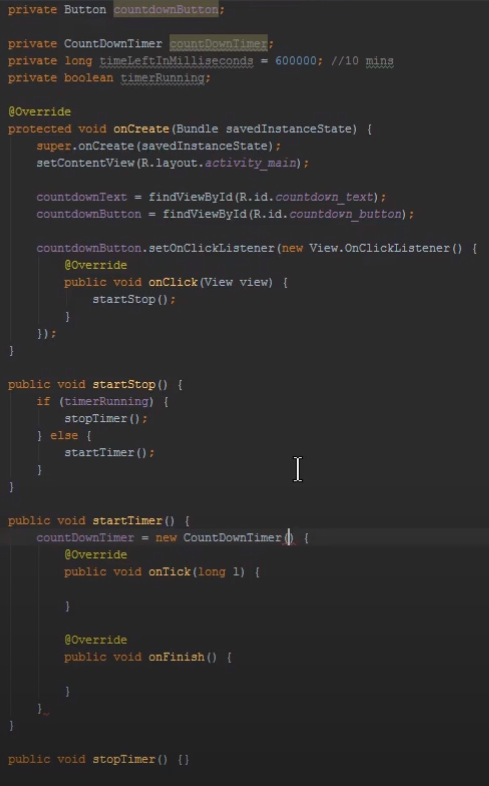 private Button countdownButton;
private CountDownTimer countDownTimer;
private long timeLeftInMilliseconds = 600000; //10 mins
private boolean timerRunning;
@Override
protected void onCreate(Bundle savedInstanceState) {
super.onCreate(savedInstanceState);
setContentView(R.layout.activity_main);
countdownText = findViewById(R.id.countdown_text);
countdownButton = findViewById(R.id.countdown_button);
countdownButton.setOnClickListener(new View.OnClickListener() {
@Override
public void onClick(View view) {
startStop();
}
});
}
public void startStop() {
if (timerRunning) {
stopTimer();
} else {
startTimer();
}
}
public void startTimer() {
countDownTimer = new CountDownTimer() {
@Override
public void onTick(long l) {
}
@Override
public void onFinish() {
}
}
}
public void stopTimer() {}